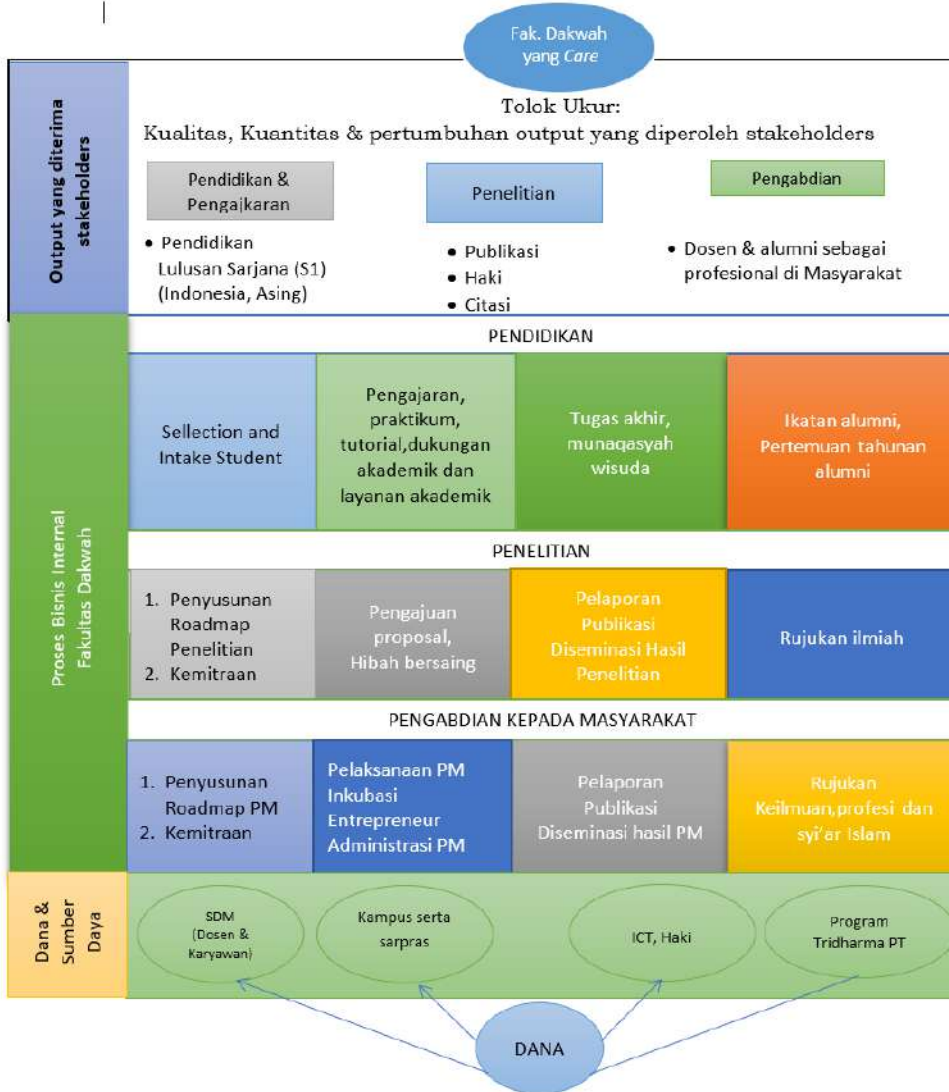 Fak. Dakwah
yang Care
Output yang diterima
stakeholders
Tolok Ukur:
Kualitas, Kuantitas & pertumbuhan output yang diperoleh stakeholders
Pendidikan &
Pengajkaran
Penelitian
Pengabdian
• Pendidikan
Lulusan Sarjana (S1)
(Indonesia, Asing)
• Publikasi
• Haki
• Citasi
• Dosen & alumni sebagai
profesional di Masyarakat
Proses Bisnis Internal
Fakultas Dakwah
PENDIDIKAN
Sellection and
Intake Student
Pengajaran,
praktikum,
tutorial,dukungan
akademik dan
layanan akademik
Tugas akhir,
munaqasyah
wisuda
Ikatan alumni,
Pertemuan tahunan
alumni
PENELITIAN
1. Penyusunan
Roadmap
Penelitian
2. Kemitraan
Pengajuan
proposal,
Hibah bersaing
Pelaporan
Publikasi
Diseminasi Hasil
Penelitian
Rujukan ilmiah
PENGABDIAN KEPADA MASYARAKAT
1. Penyusunan
Roadmap PM
2. Kemitraan
Pelaksanaan PM
Inkubasi
Entrepreneur
Administrasi PM
Pelaporan
Publikasi
Diseminasi hasil PM
Rujukan
Keilmuan,profesi dan
syi'ar Islam
Dana &
Sumber
Daya
SDM
(Dosen &
Karyawan)
Kampus serta
sarpras
ICT, Haki
Program
Tridharma PT
DANA